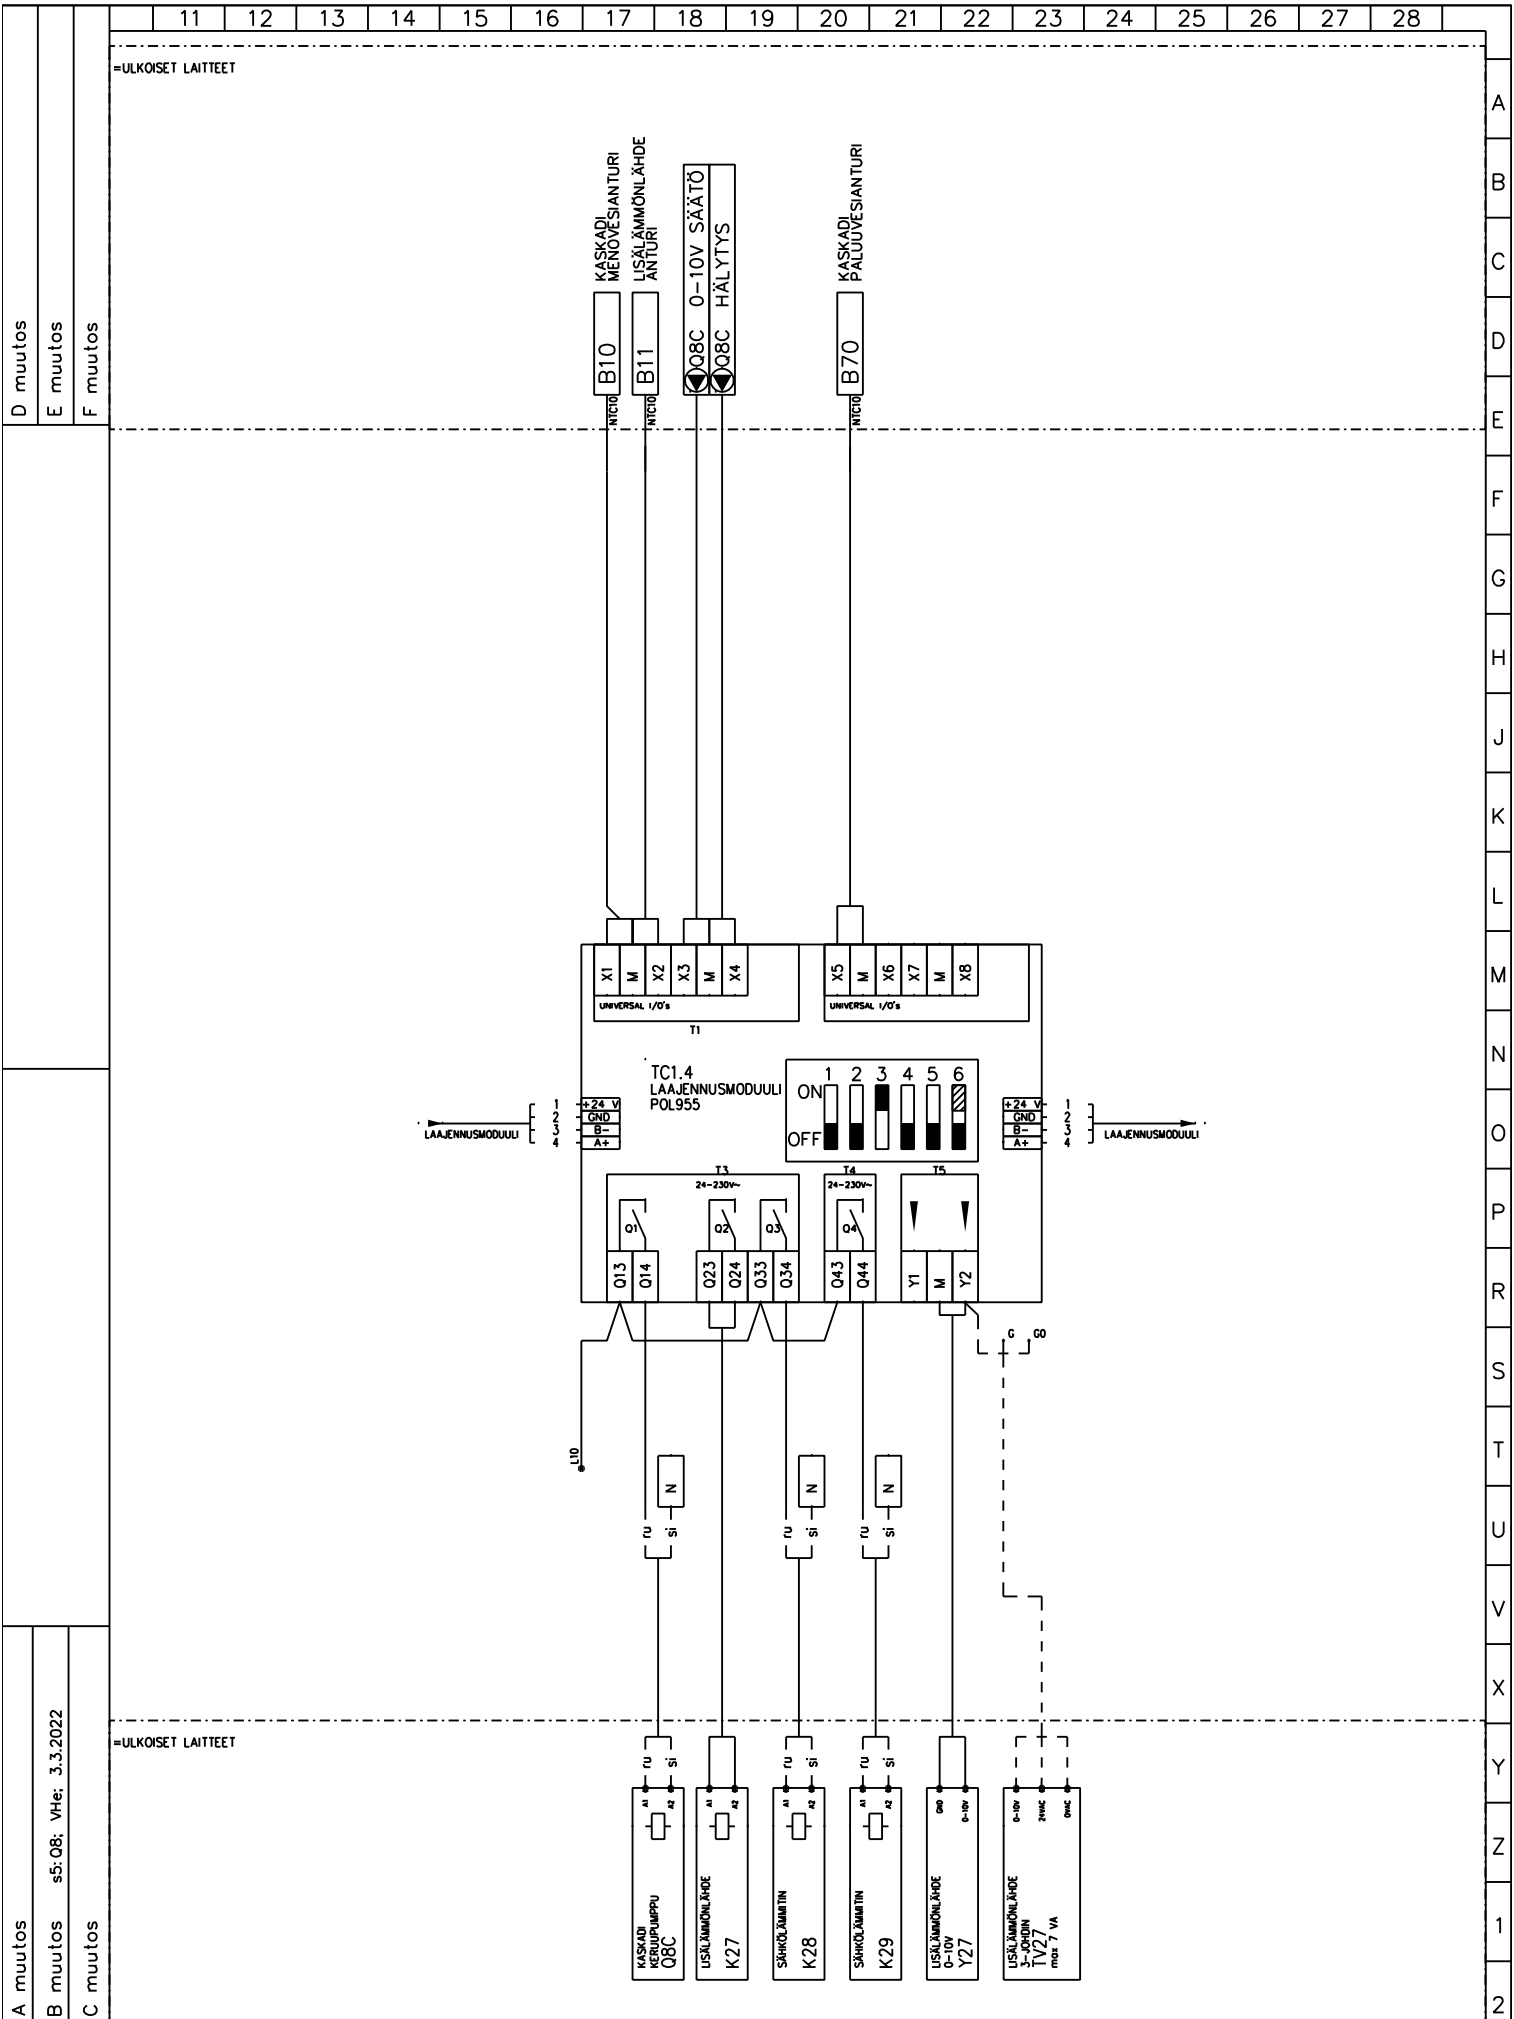 11 12 13 14 15 16 17 18 19 20 21 22 23 24 25 26 27 28
=ULKOISET LAITTEET
A
B
C
D
E
F
G
H
J
K
L
M
N
O
P
R
S
T
U
V
X
Y
Z
1
2
D muutos
E muutos
F muutos
A muutos
B muutos s5:Q8; VHe; 3.3.2022
C muutos
B10 KASKADI
MENOVESIANTURI
NTC10
B11 LISÄLÄMMÖNLÄHDE
ANTURI
NTC10
Q8C 0-10V SÄÄTÖ
Q8C HÄLYTYS
B70 KASKADI
PALUUVESIANTURI
NTC10
X1 M X2 X3 M X4
UNIVERSAL I/O's
T1
X5 M X6 X7 M X8
UNIVERSAL I/O's
TC1.4
LAAJENNUSMODUULI
POL955
1 2 3 4 5 6
ON
OFF
LAAJENNUSMODUULI
1 +24 V
2 GND
3 B-
4 A+
+24 V 1
GND 2
B- 3
A+ 4
LAAJENNUSMODUULI
T3
24-230V~
T4
24-230V~
T5
Q1 Q2 Q3 Q4
Q13 Q14 Q23 Q24 Q33 Q34 Q43 Q44 Y1 M Y2
G G0
L10
N N N
ru si ru si ru si
=ULKOISET LAITTEET
ru si ru si ru si
A1 A2
KASKADI
KERUUPUMPPU
Q8C
A1 A2
LISÄLÄMMÖNLÄHDE
K27
A1 A2
SÄHKÖLÄMMITIN
K28
A1 A2
SÄHKÖLÄMMITIN
K29
GND 0-10V
LISÄLÄMMÖNLÄHDE
0-10V
Y27
0-10V 24VAC 0VAC
LISÄLÄMMÖNLÄHDE
3-JOHDIN
TV27
max 7 VA